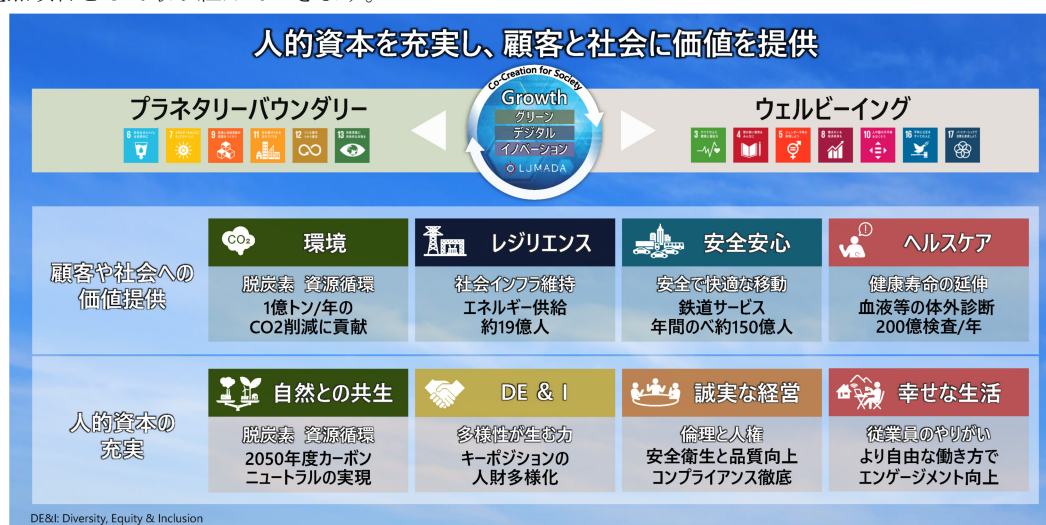 人的資本を充実し、顧客と社会に価値を提供
Co-Creation for Society
プラネタリーバウンダリー
6
7
9
11
12
13
Growth
グリーン
デジタル
イノベーション
LUMADA
ウェルビーイング
3
4
5
8
10
16
17
顧客や社会への
価値提供
CO₂
環境
脱炭素 資源循環
1億トン/年の
CO2削減に貢献
レジリエンス
社会インフラ維持
エネルギー供給
約19億人
安全安心
安全で快適な移動
鉄道サービス
年間のべ約150億人
ヘルスケア
健康寿命の延伸
血液等の体外診断
200億検査/年
人的資本の
充実
自然との共生
脱炭素 資源循環
2050年度カーボン
ニュートラルの実現
DE & I
多様性が生む力
キーポジションの
人財多様化
誠実な経営
倫理と人権
安全衛生と品質向上
コンプライアンス徹底
幸せな生活
従業員のやりがい
より自由な働き方で
エンゲージメント向上
DE&I: Diversity, Equity & Inclusion